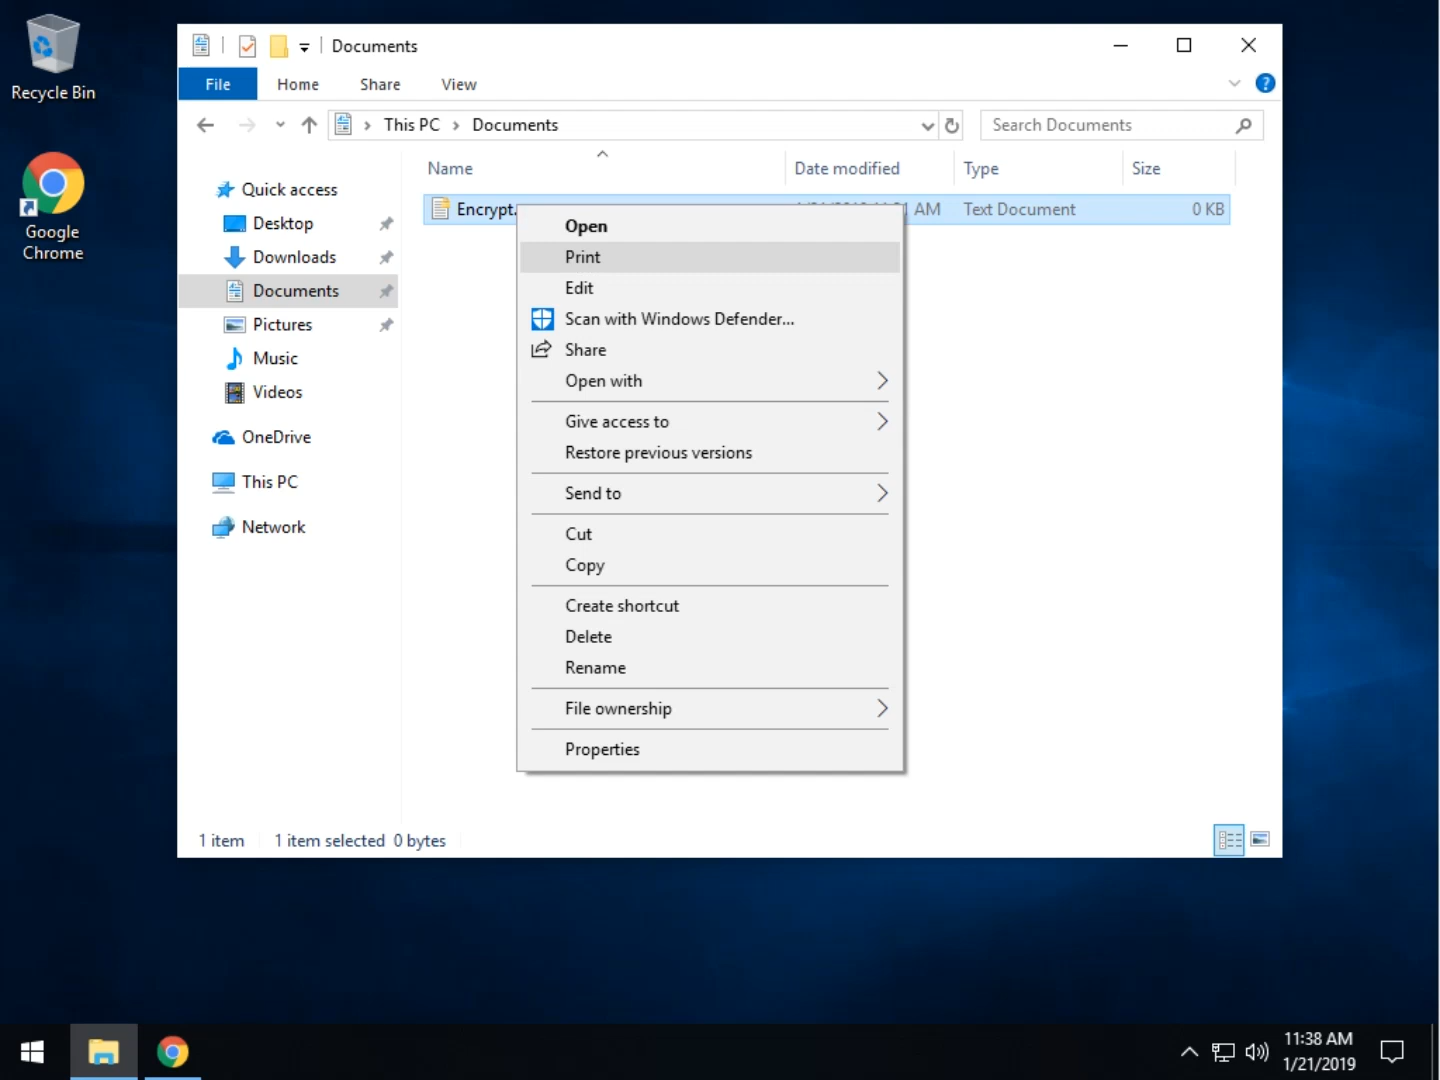 Recycle Bin
Google
Chrome
Documents
File
Home
Share
View
?
This PC
Documents
Search Documents
Name
Date modified
Type
Size
Quick access
Desktop
Downloads
Documents
Pictures
Music
Videos
OneDrive
This PC
Network
Encrypt.
AM
Text Document
0 KB
Open
Print
Edit
Scan with Windows Defender...
Share
Open with
Give access to
Restore previous versions
Send to
Cut
Copy
Create shortcut
Delete
Rename
File ownership
Properties
1 item
1 item selected 0 bytes
11:38 AM
1/21/2019